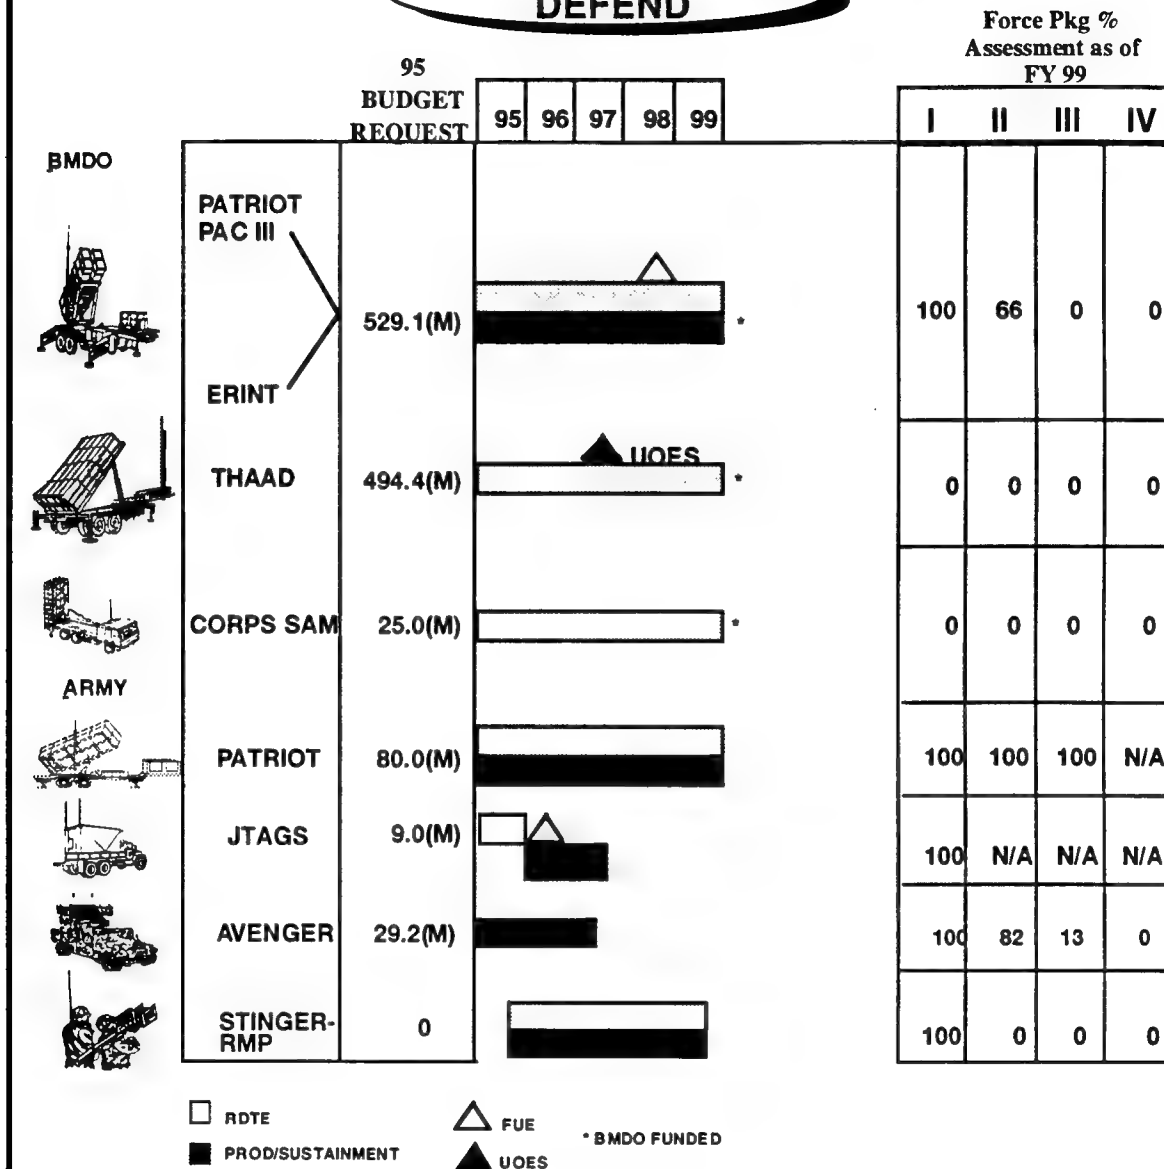 DEFEND
Force Pkg %
Assessment as of
FY 99
95
BUDGET
REQUEST
95 96 97 98 99
I II III IV
BMDO
PATRIOT
PAC III
ERINT
529.1(M) * 100 66 0 0
THAAD 494.4(M) UOES * 0 0 0 0
CORPS SAM 25.0(M) * 0 0 0 0
ARMY
PATRIOT 80.0(M) 100 100 100 N/A
JTAGS 9.0(M) 100 N/A N/A N/A
AVENGER 29.2(M) 100 82 13 0
STINGER-
RMP
0 100 0 0 0
RDTE
FUE
* BMDO FUNDED
PROD/SUSTAINMENT
UOES